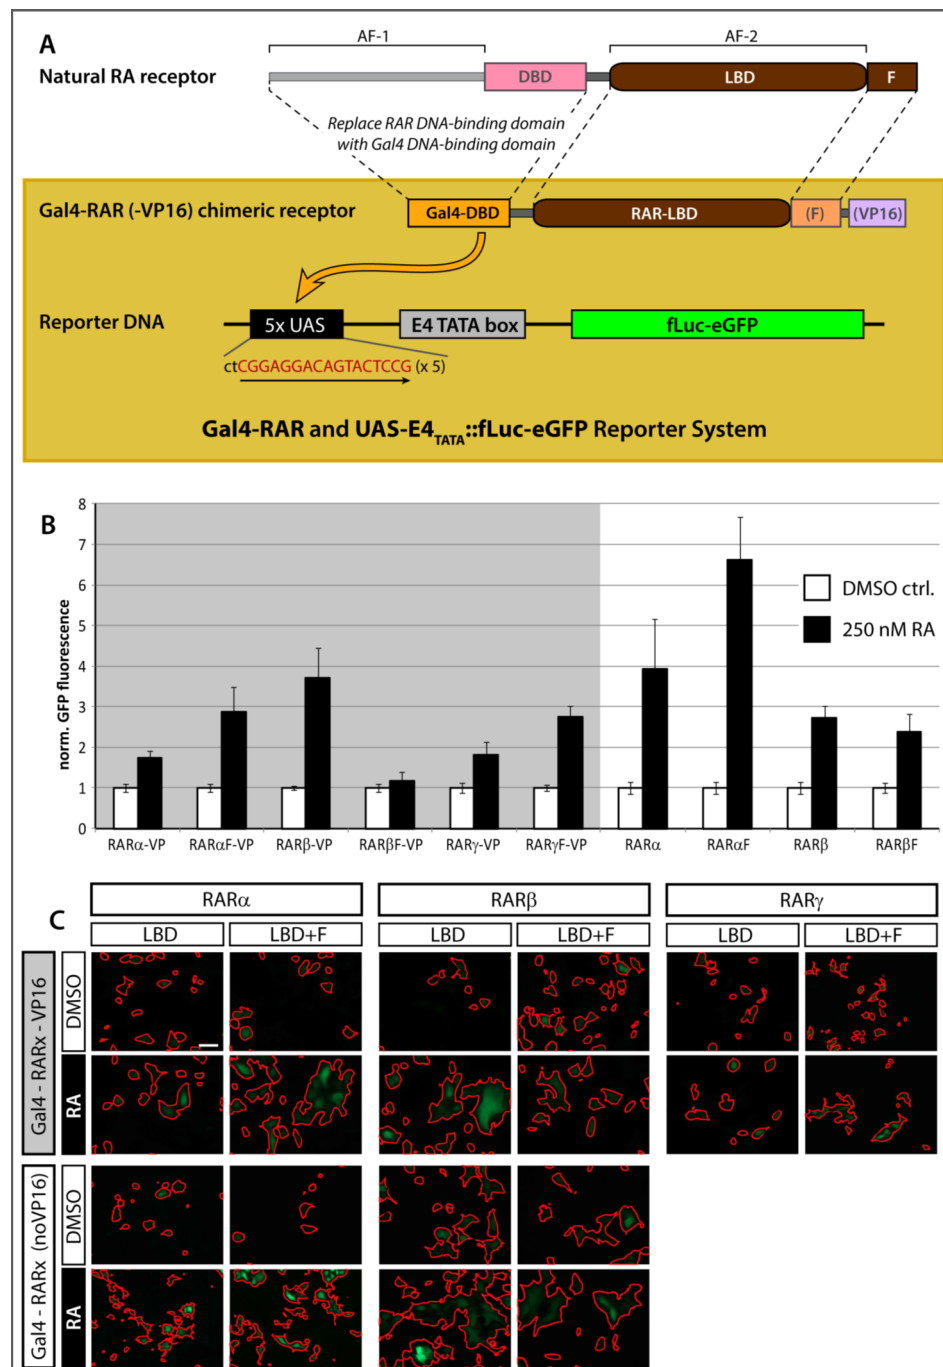 A
AF-1
AF-2
Natural RA receptor
DBD
LBD
F
Replace RAR DNA-binding domain
with Gal4 DNA-binding domain
Gal4-RAR (-VP16) chimeric receptor
Gal4-DBD
RAR-LBD
(F)
(VP16)
Reporter DNA
5x UAS
E4 TATA box
fLuc-eGFP
ctCGGAGGACAGTACTCCG (x 5)
Gal4-RAR and UAS-E4TATA::fLuc-eGFP Reporter System
B
norm. GFP fluorescence
8
7
6
5
4
3
2
1
0
DMSO ctrl.
250 nM RA
RARα-VP
RARαF-VP
RARβ-VP
RARβF-VP
RARγ-VP
RARγF-VP
RARα
RARαF
RARβ
RARβF
C
RARα
RARβ
RARγ
LBD
LBD+F
LBD
LBD+F
LBD
LBD+F
Gal4 - RARx - VP16
DMSO
RA
Gal4 - RARx (noVP16)
DMSO
RA